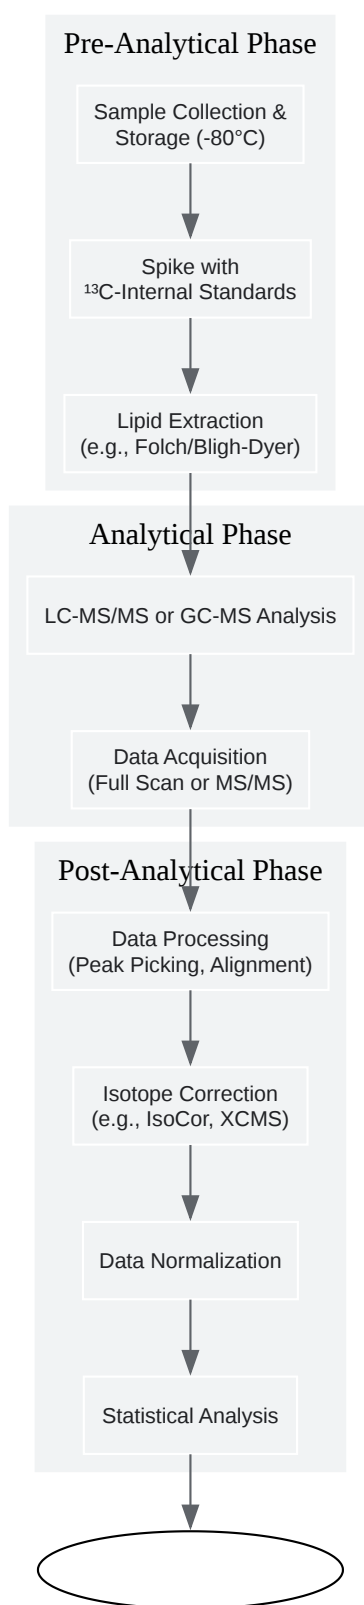 Pre-Analytical Phase
Sample Collection &
Storage (-80°C)
Spike with
¹³C-Internal Standards
Lipid Extraction
(e.g., Folch/Bligh-Dyer)
Analytical Phase
LC-MS/MS or GC-MS Analysis
Data Acquisition
(Full Scan or MS/MS)
Post-Analytical Phase
Data Processing
(Peak Picking, Alignment)
Isotope Correction
(e.g., IsoCor, XCMS)
Data Normalization
Statistical Analysis